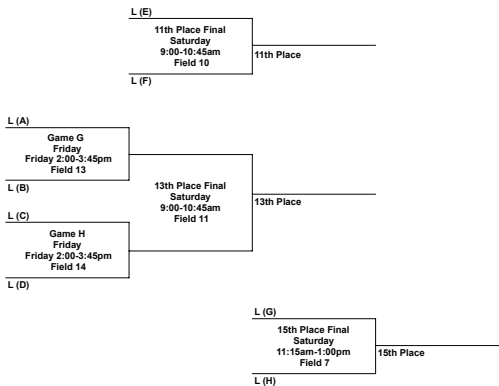 L (E)
11th Place Final
Saturday
9:00-10:45am
Field 10
11th Place
L (F)
L (A)
Game G
Friday
Friday 2:00-3:45pm
Field 13
L (B)
13th Place Final
Saturday
9:00-10:45am
Field 11
13th Place
L (C)
Game H
Friday
Friday 2:00-3:45pm
Field 14
L (D)
L (G)
15th Place Final
Saturday
11:15am-1:00pm
Field 7
15th Place
L (H)